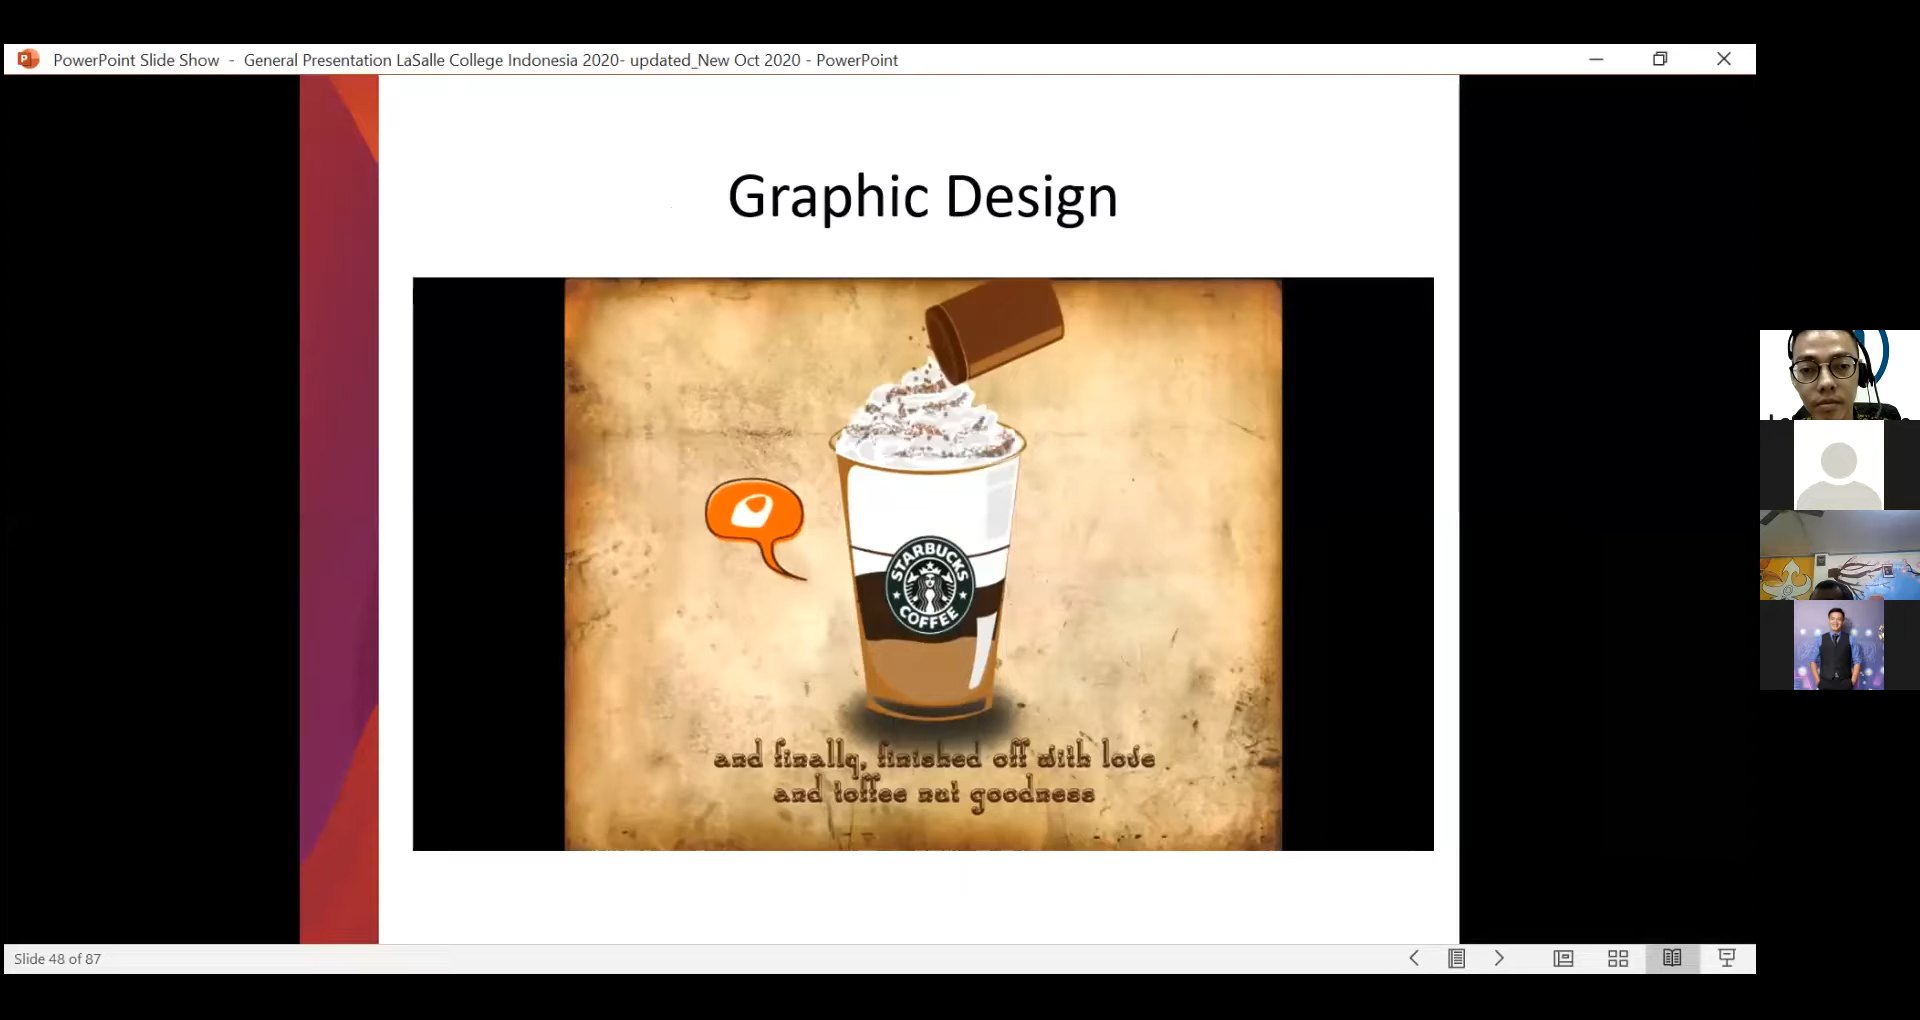 PowerPoint Slide Show - General Presentation LaSalle College Indonesia 2020- updated_New Oct 2020 - PowerPoint
Graphic Design
STARBUCKS
COFFEE
and finally, finished off with love
and toffee nut goodness
Slide 48 of 87